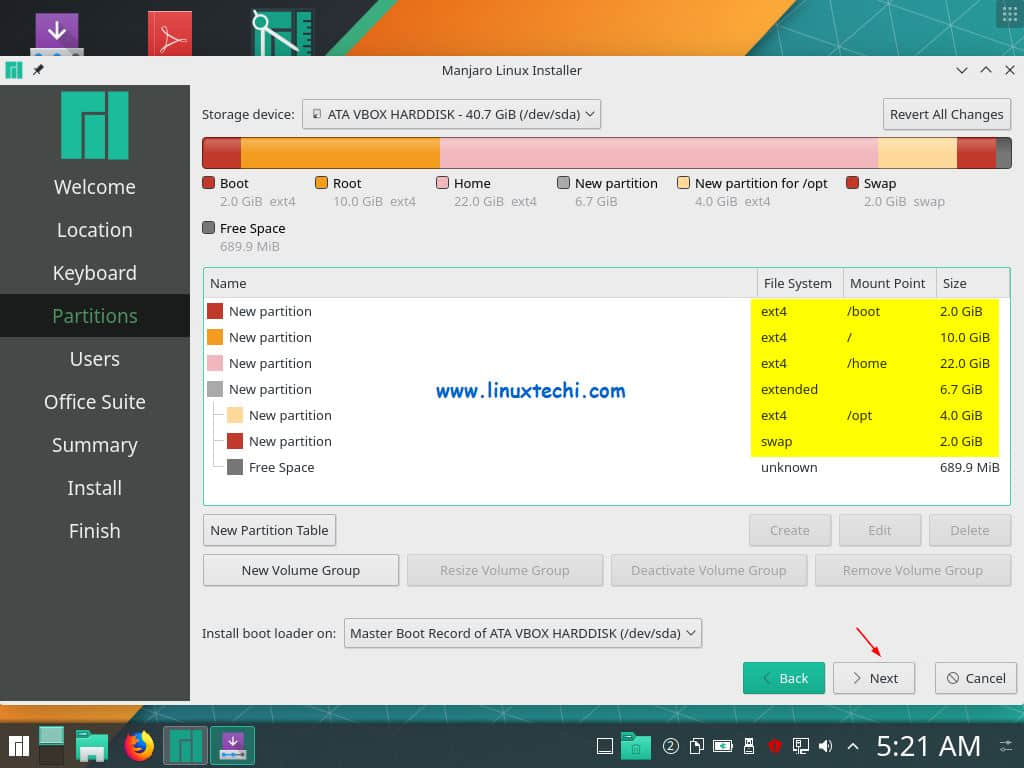 Manjaro Linux Installer
Storage device: ATA VBOX HARDDISK - 40.7 GiB (/dev/sda) Revert All Changes
Boot Root Home New partition New partition for /opt Swap
2.0 GiB ext4 10.0 GiB ext4 22.0 GiB ext4 6.7 GiB 4.0 GiB ext4 2.0 GiB swap
Free Space
689.9 MiB
Welcome
Location
Keyboard
Partitions
Users
Office Suite
Summary
Install
Finish
Name File System Mount Point Size
New partition ext4 /boot 2.0 GiB
New partition ext4 / 10.0 GiB
New partition ext4 /home 22.0 GiB
New partition extended 6.7 GiB
New partition ext4 /opt 4.0 GiB
New partition swap 2.0 GiB
Free Space unknown 689.9 MiB
www.linuxtechi.com
New Partition Table Create Edit Delete
New Volume Group Resize Volume Group Deactivate Volume Group Remove Volume Group
Install boot loader on: Master Boot Record of ATA VBOX HARDDISK (/dev/sda)
Back Next Cancel
2 5:21 AM